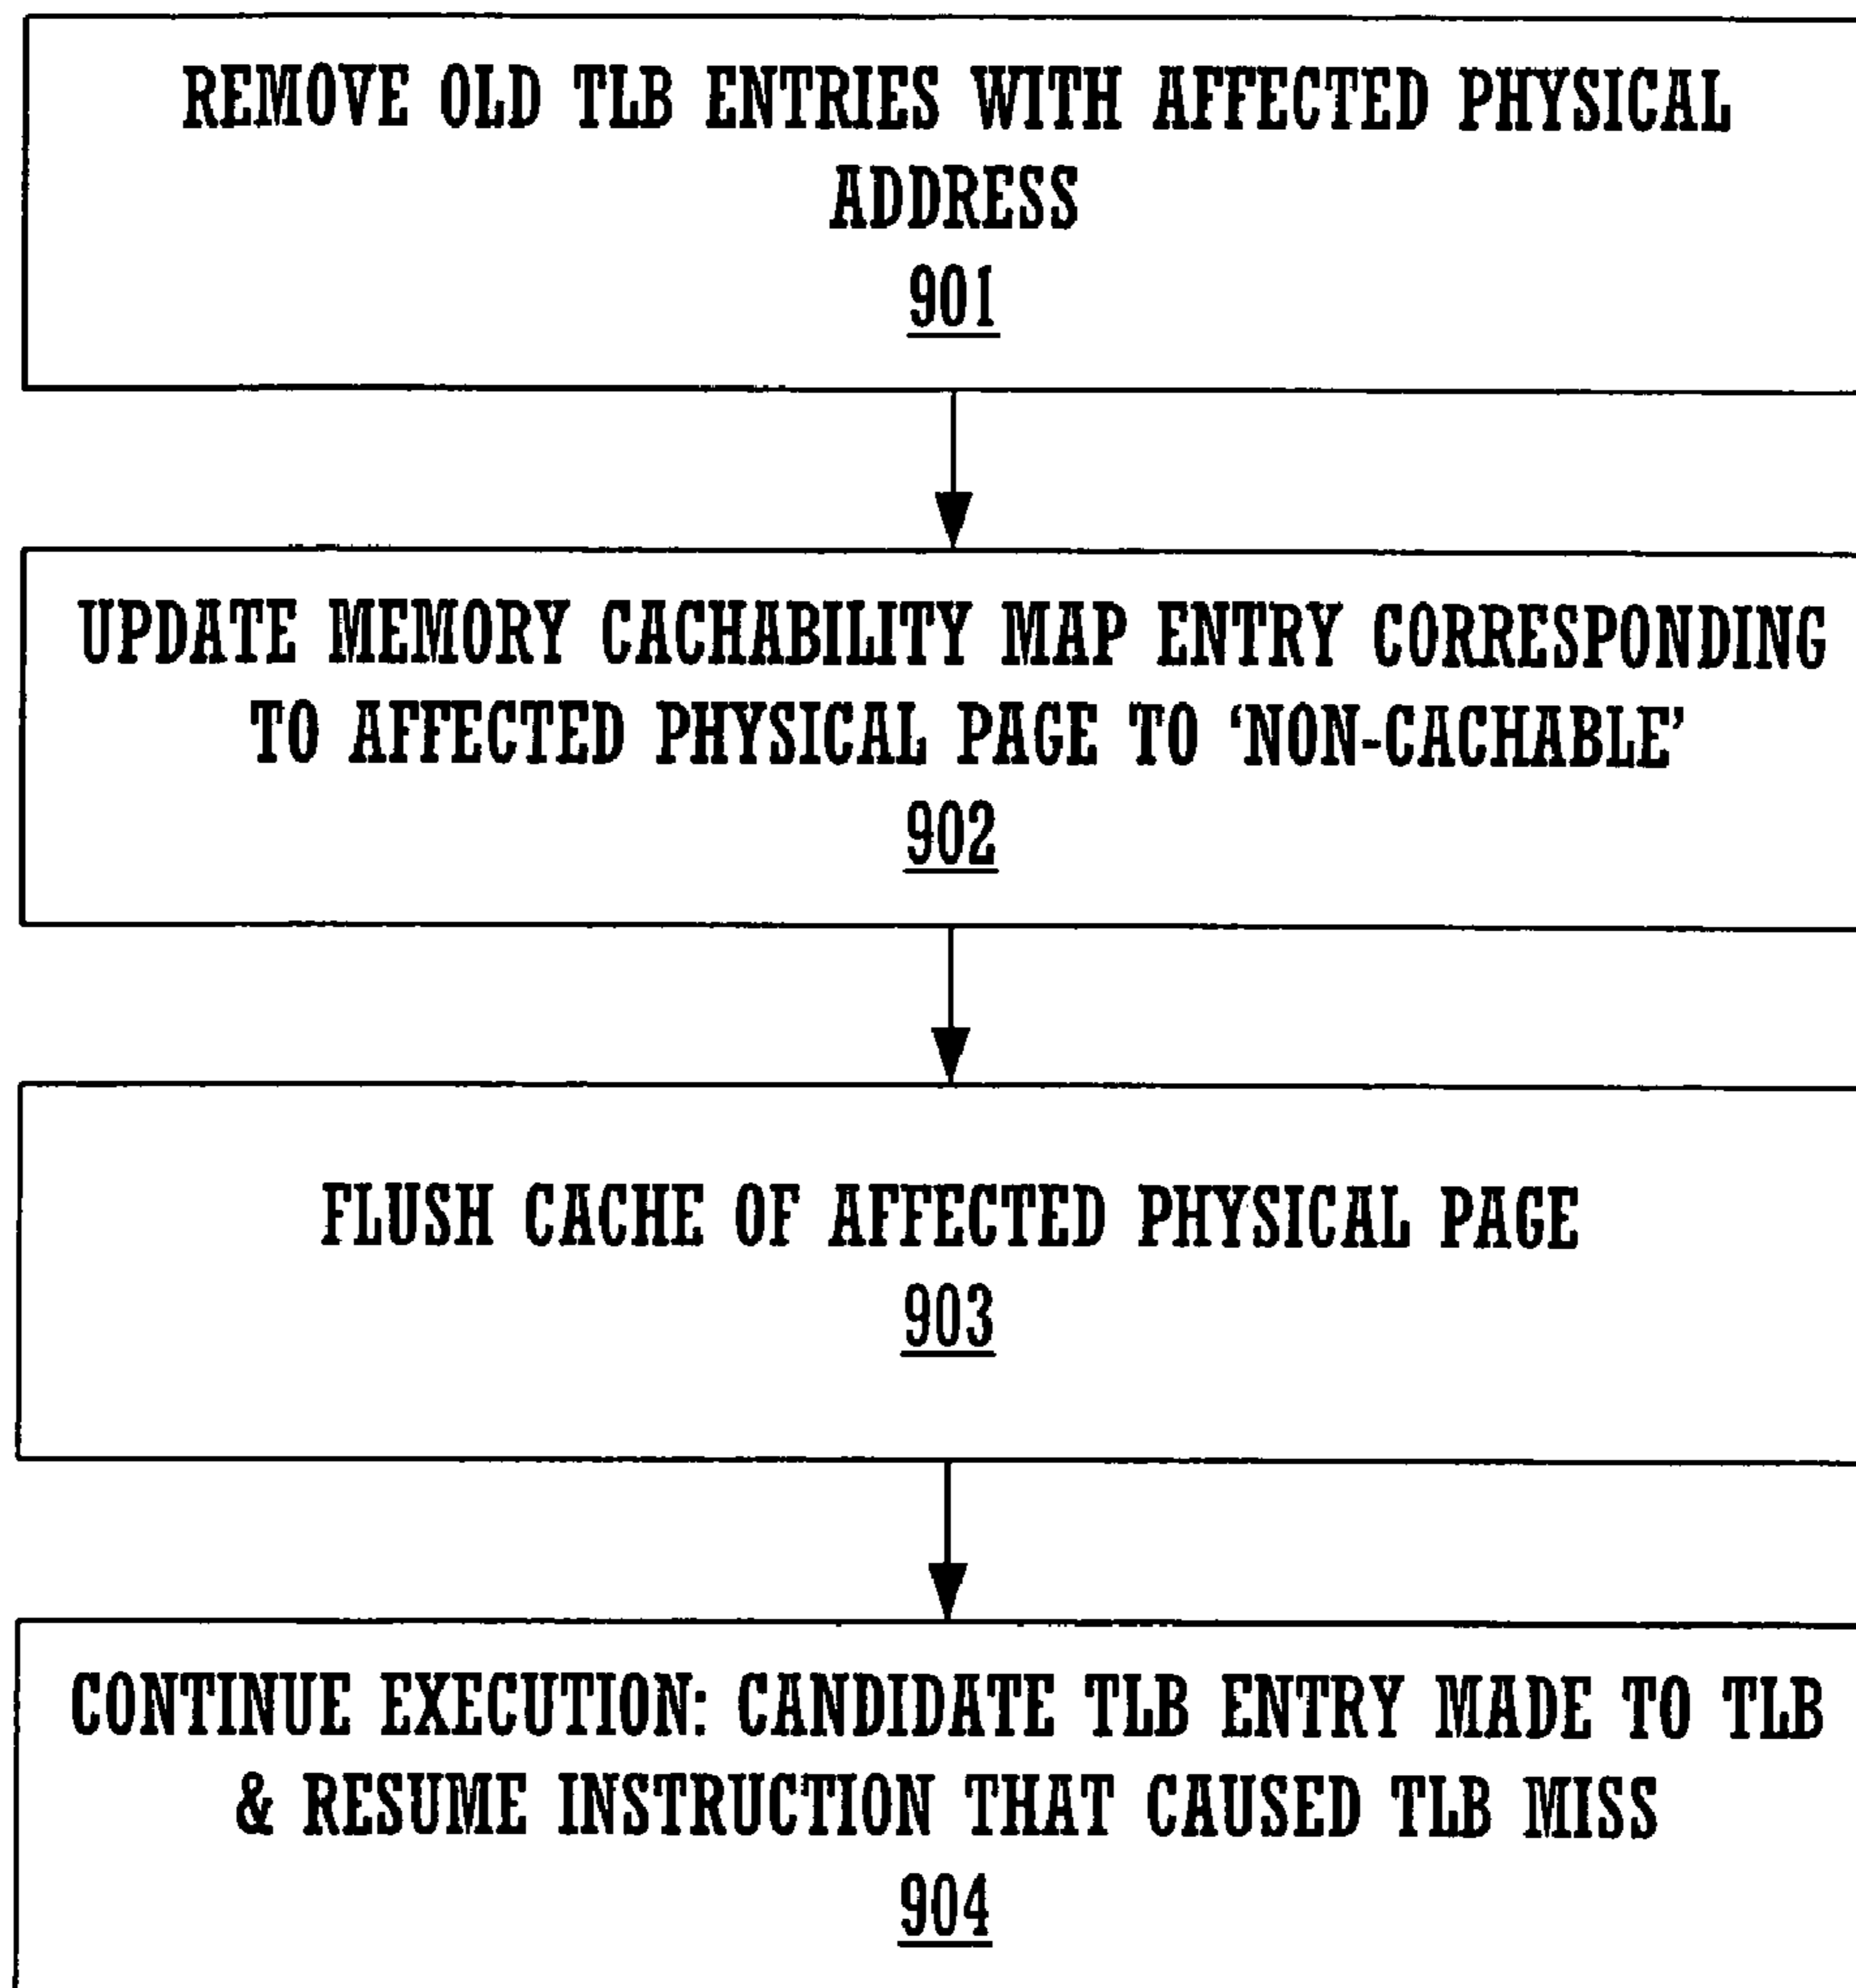 REMOVE OLD TLB ENTRIES WITH AFFECTED PHYSICAL
ADDRESS
901
UPDATE MEMORY CACHABILITY MAP ENTRY CORRESPONDING
TO AFFECTED PHYSICAL PAGE TO ‘NON-CACHABLE’
902
FLUSH CACHE OF AFFECTED PHYSICAL PAGE
903
CONTINUE EXECUTION: CANDIDATE TLB ENTRY MADE TO TLB
& RESUME INSTRUCTION THAT CAUSED TLB MISS
904